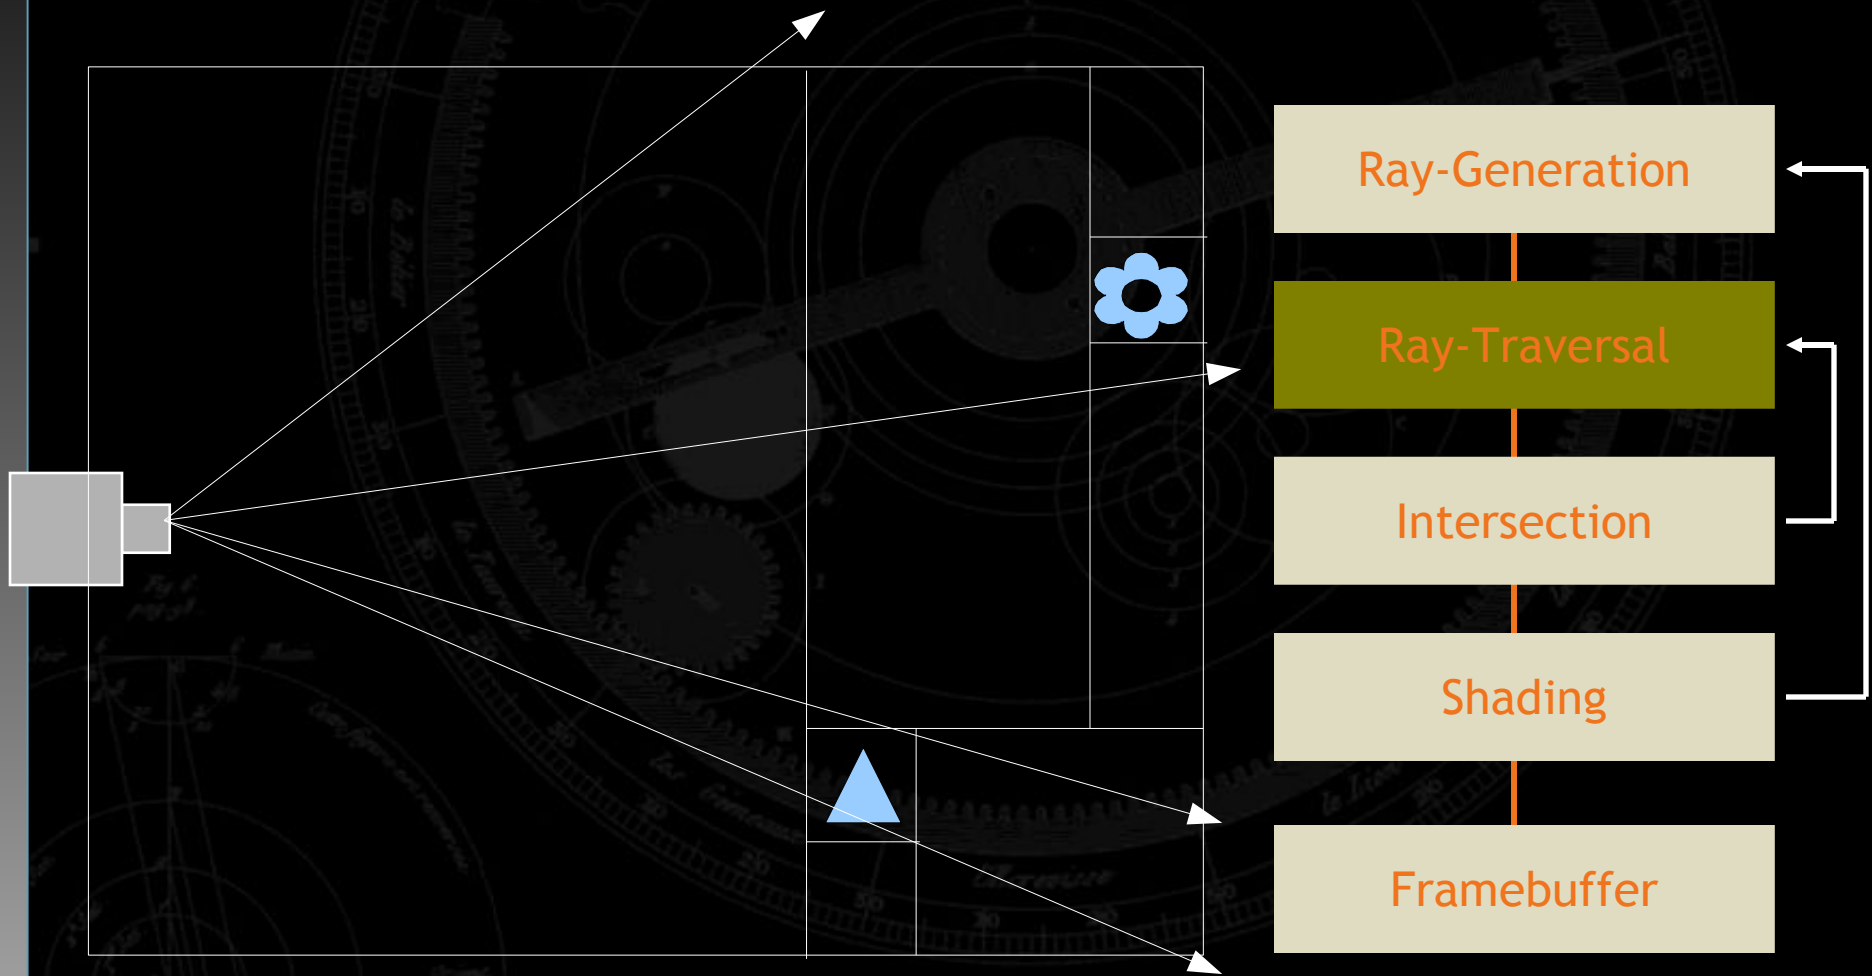 Ray-Generation
Ray-Traversal
Intersection
Shading
Framebuffer